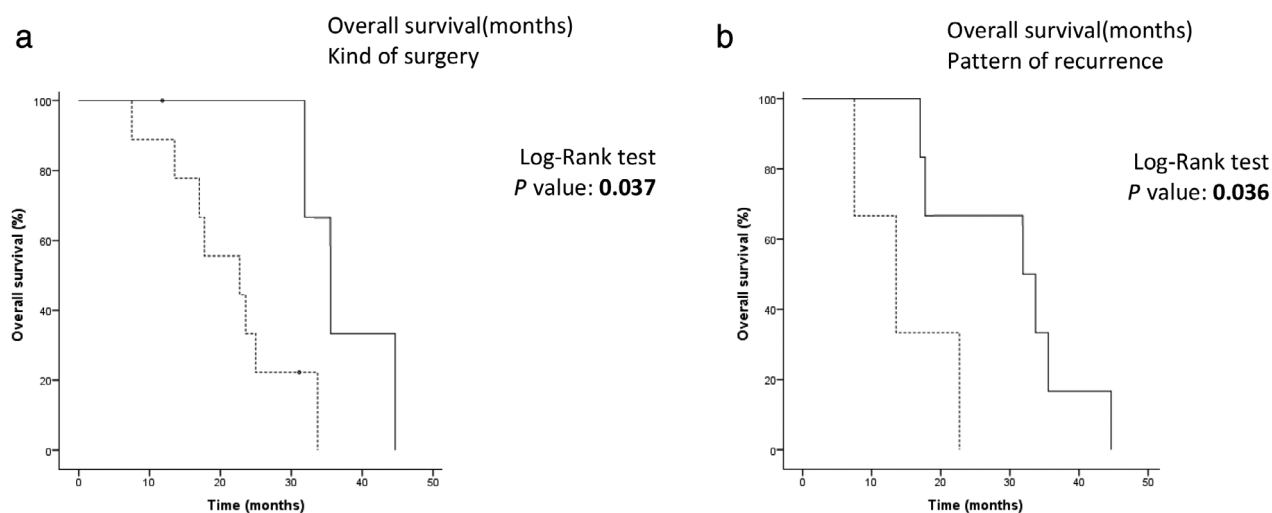 a
Overall survival(months)
Kind of surgery
Log-Rank test
P value: 0.037
Overall survival (%)
100
80
60
40
20
0
0 10 20 30 40 50
Time (months)
b
Overall survival(months)
Pattern of recurrence
Log-Rank test
P value: 0.036
Overall survival (%)
100
80
60
40
20
0
0 10 20 30 40 50
Time (months)